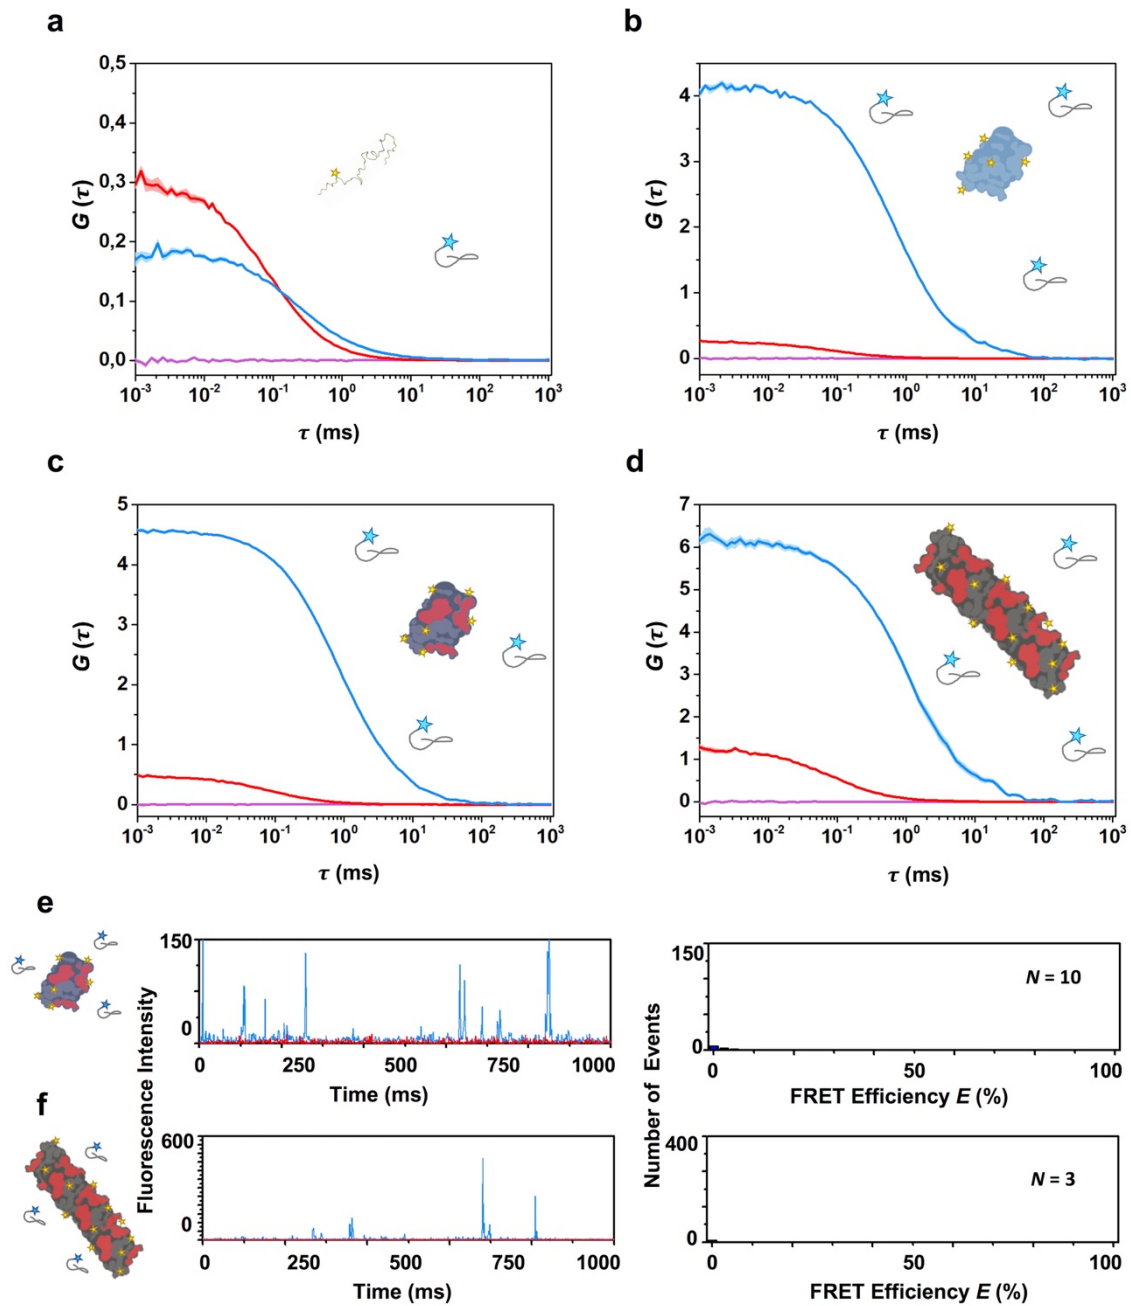 a
0,5
0,4
0,3
0,2
0,1
0,0
G (τ)
10⁻³ 10⁻² 10⁻¹ 10⁰ 10¹ 10² 10³
τ (ms)
b
4
3
2
1
0
G (τ)
10⁻³ 10⁻² 10⁻¹ 10⁰ 10¹ 10² 10³
τ (ms)
c
5
4
3
2
1
0
G (τ)
10⁻³ 10⁻² 10⁻¹ 10⁰ 10¹ 10² 10³
τ (ms)
d
7
6
5
4
3
2
1
0
G (τ)
10⁻³ 10⁻² 10⁻¹ 10⁰ 10¹ 10² 10³
τ (ms)
e
150
0
0 250 500 750 1000
Time (ms)
Fluorescence Intensity
150
0
N = 10
0 50 100
FRET Efficiency E (%)
Number of Events
f
600
0
0 250 500 750 1000
Time (ms)
400
0
N = 3
0 50 100
FRET Efficiency E (%)